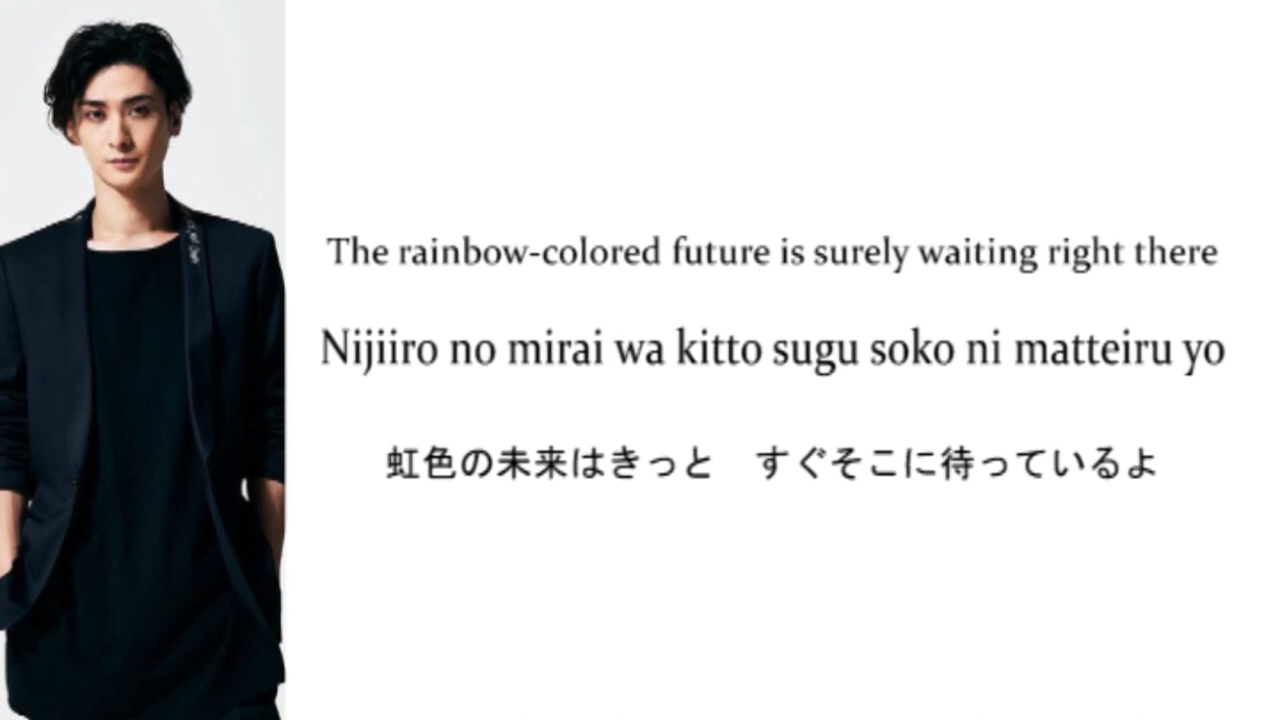 The rainbow-colored future is surely waiting right there
Nijiiro no mirai wa kitto sugu soko ni matteiru yo
虹色の未来はきっと　すぐそこに待っているよ